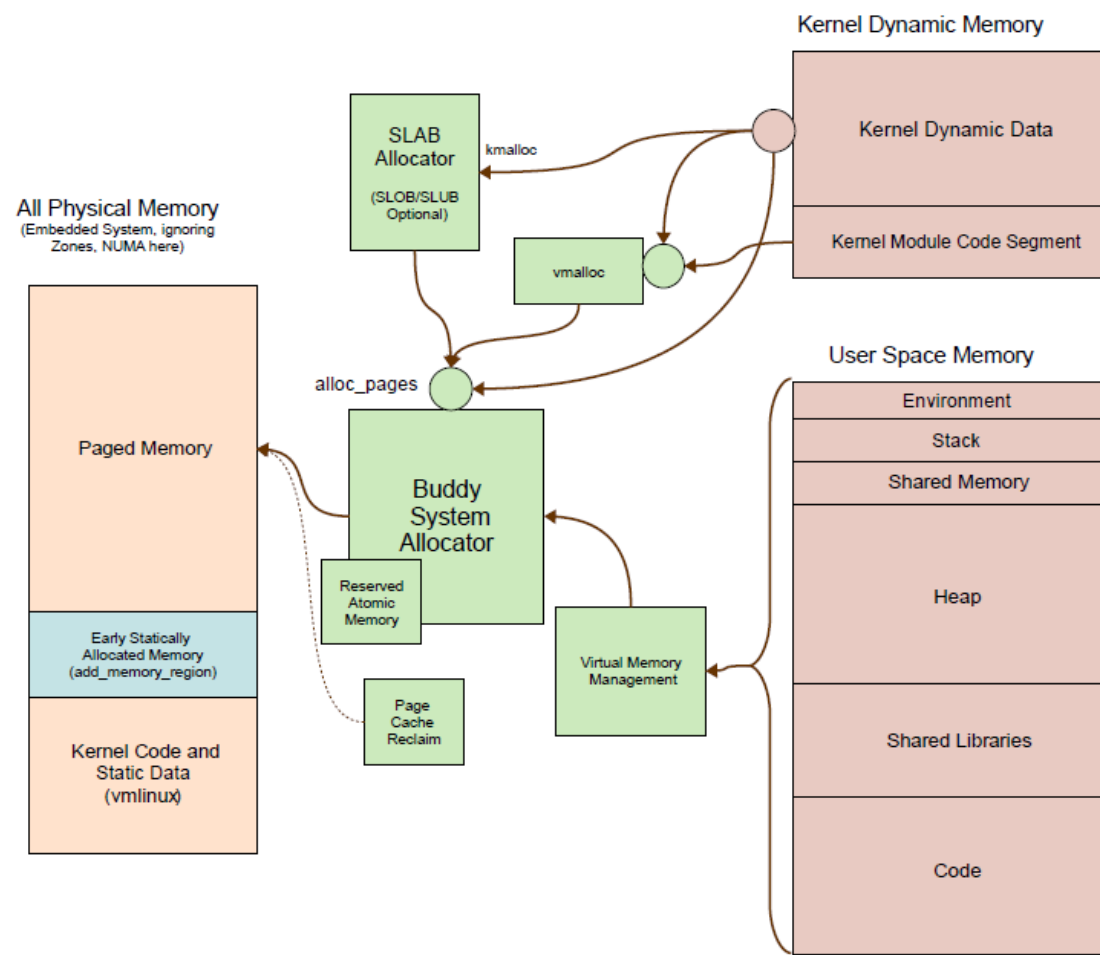 Kernel Dynamic Memory
Kernel Dynamic Data
Kernel Module Code Segment
SLAB
Allocator
(SLOB/SLUB
Optional)
kmalloc
vmalloc
All Physical Memory
(Embedded System, ignoring
Zones, NUMA here)
Paged Memory
Early Statically
Allocated Memory
(add_memory_region)
Kernel Code and
Static Data
(vmlinux)
alloc_pages
Buddy
System
Allocator
Reserved
Atomic
Memory
Page
Cache
Reclaim
Virtual Memory
Management
User Space Memory
Environment
Stack
Shared Memory
Heap
Shared Libraries
Code